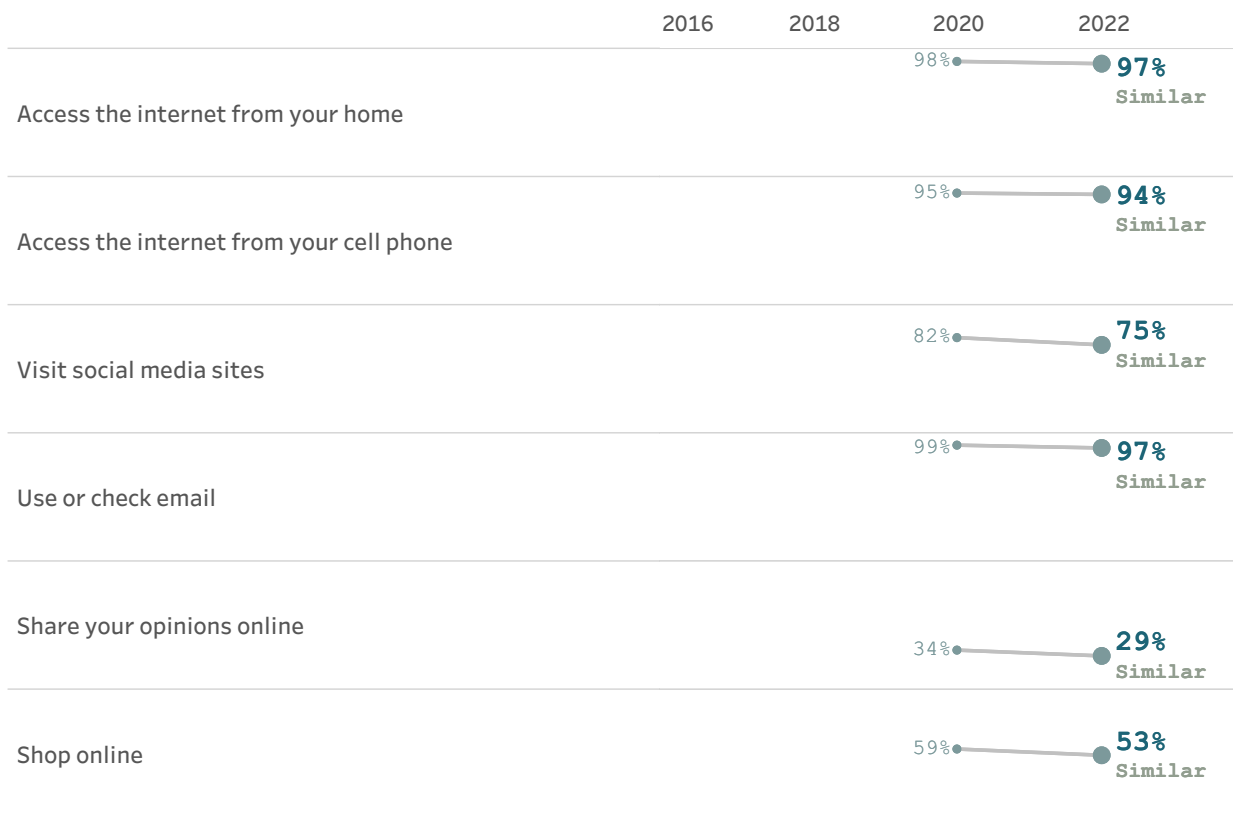 2016 2018 2020 2022
98% 97%
Similar
Access the internet from your home
95% 94%
Similar
Access the internet from your cell phone
82% 75%
Similar
Visit social media sites
99% 97%
Similar
Use or check email
Share your opinions online
34% 29%
Similar
59% 53%
Shop online
Similar